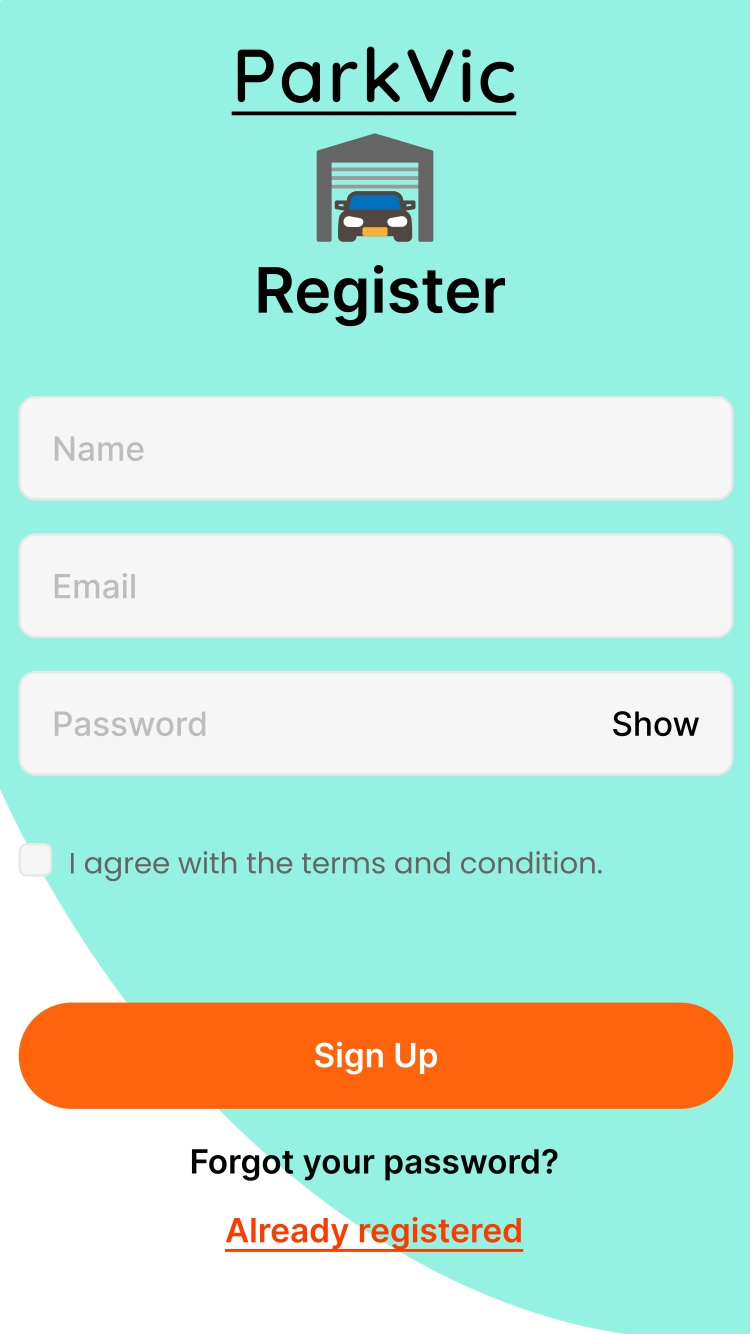 ParkVic
Register
Name
Email
Password Show
I agree with the terms and condition.
Sign Up
Forgot your password?
Already registered